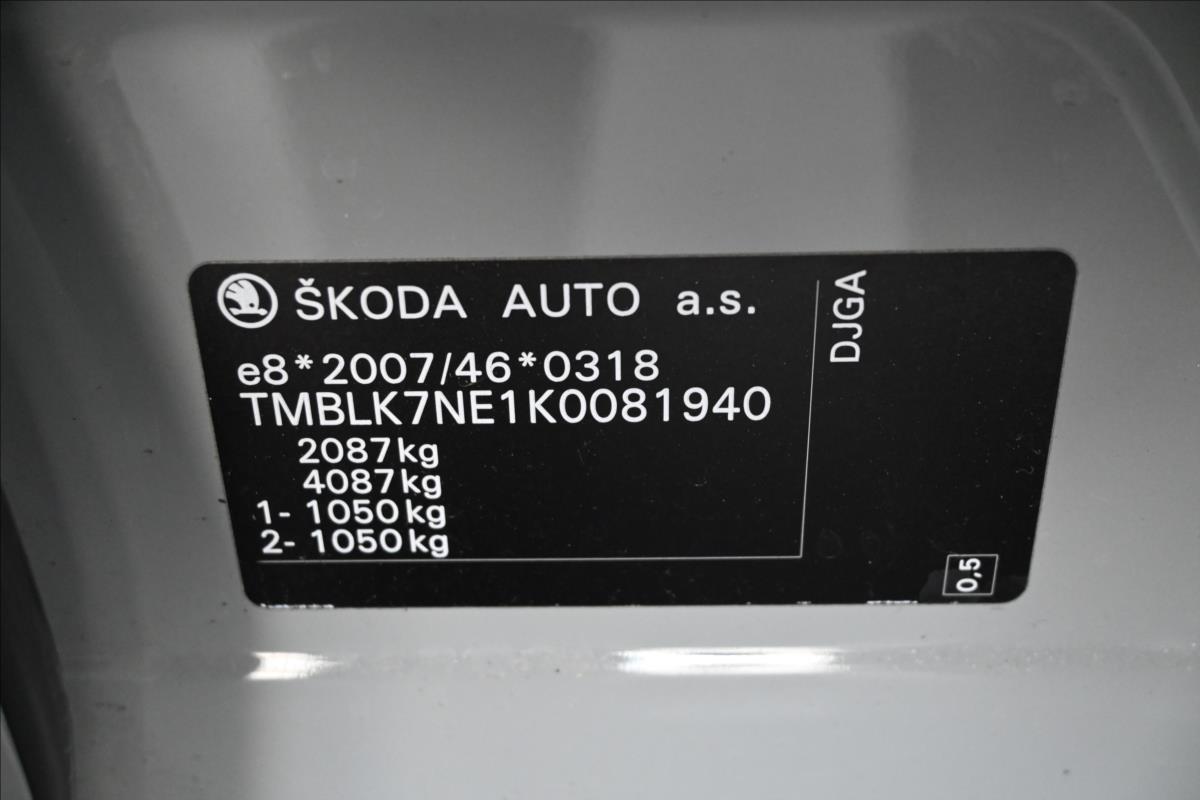 ŠKODA AUTO a.s.
e8*2007/46*0318
TMBLK7NE1K0081940
2087kg
4087kg
1- 1050kg
2- 1050kg
DJGA
0,5